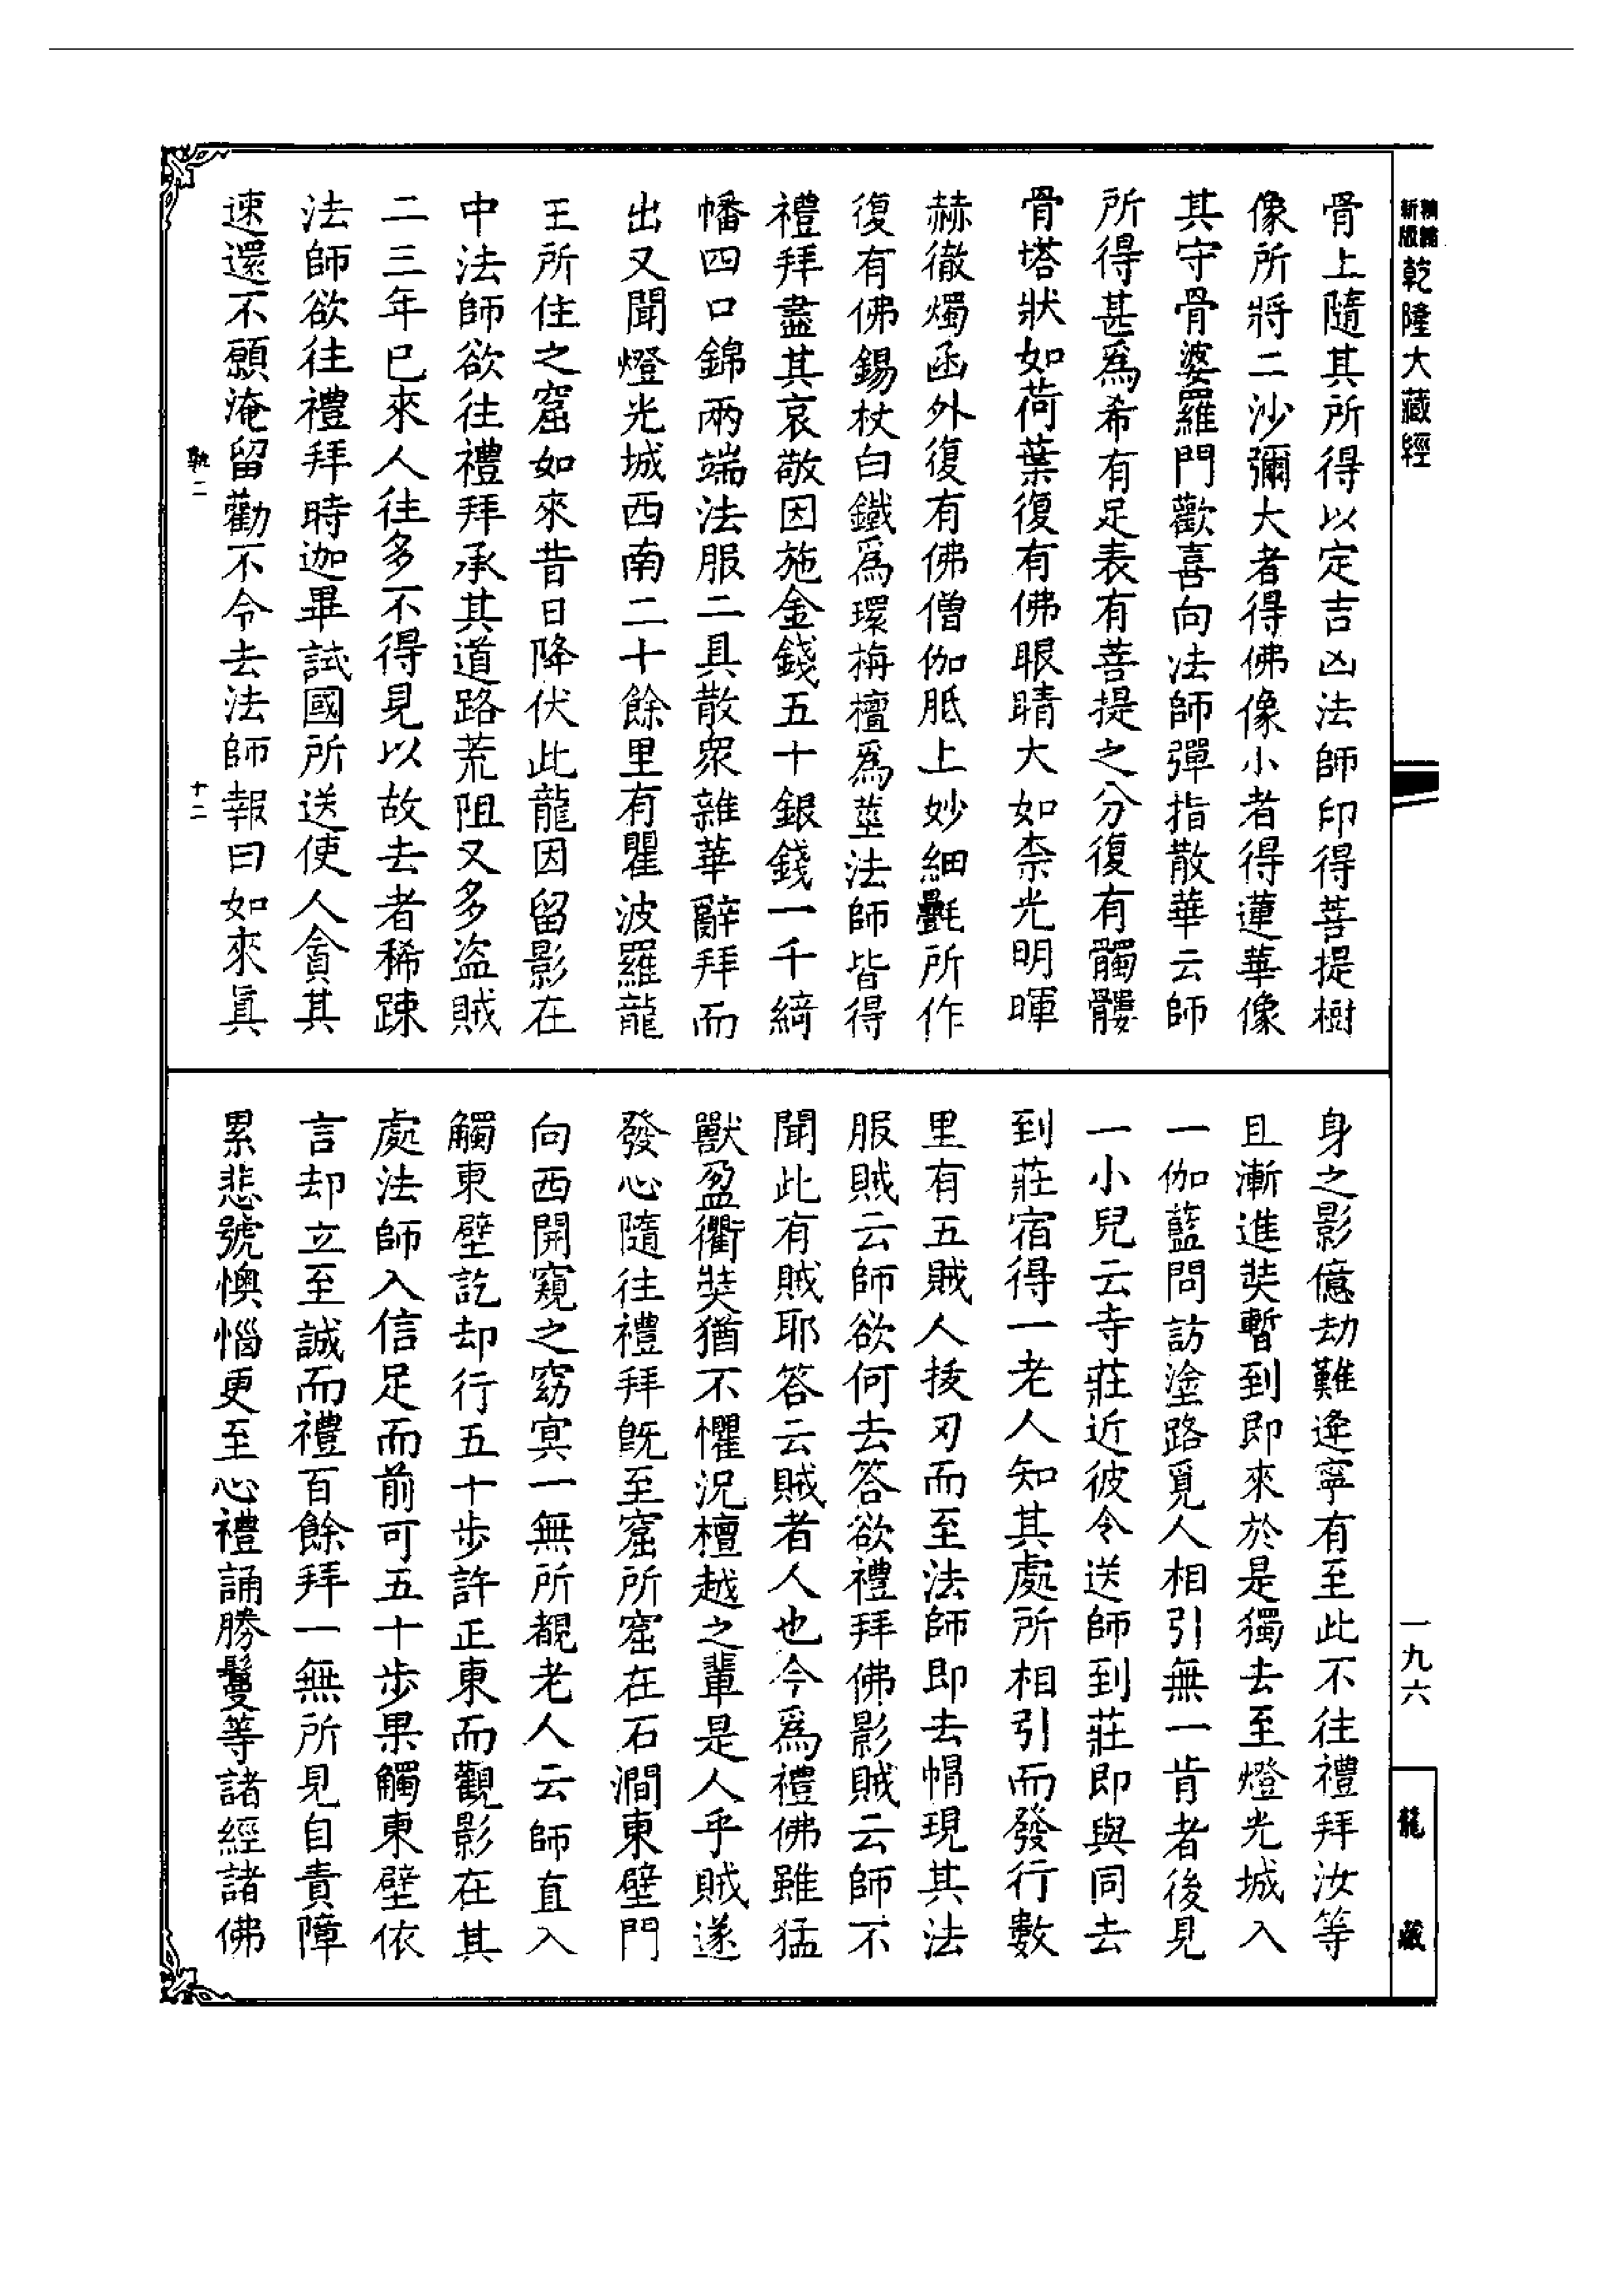 新版
精縮
乾隆大藏經
骨上隨其所得以定吉凶法師印得菩提樹
像所將二沙彌大者得佛像小者得蓮華像
其守骨婆羅門歡喜向法師彈指散華云師
所得甚爲希有足表有菩提之分復有髑髏
骨塔狀如荷葉復有佛眼睛大如柰光明暉
赫徹燭函外復有佛僧伽胝上妙細㲲所作
復有佛錫杖白鐵爲環栴檀爲莖法師皆得
禮拜盡其哀敬因施金錢五十銀錢一千綺
幡四口錦兩端法服二具散衆雜華辭拜而
出又聞燈光城西南二十餘里有瞿波羅龍
王所住之窟如來昔日降伏此龍因留影在
中法師欲往禮拜承其道路荒阻又多盜賊
二三年已來人往多不得見以故去者稀踈
法師欲往禮拜時迦畢試國所送使人貪其
速還不願淹留勸不令去法師報曰如來眞
身之影億劫難逢寧有至此不往禮拜汝等
且漸進奘暫到即來於是獨去至燈光城入
一伽藍問訪塗路覓人相引無一肯者後見
一小兒云寺莊近彼令送師到莊即與同去
到莊宿得一老人知其處所相引而發行數
里有五賊人拔刃而至法師即去帽現其法
服賊云師欲何去答欲禮拜佛影賊云師不
聞此有賊耶答云賊者人也今爲禮佛雖猛
獸盈衢奘猶不懼況檀越之輩是人乎賊遂
發心隨往禮拜旣至窟所窟在石澗東壁門
向西開窺之窈冥一無所覩老人云師直入
觸東壁訖却行五十步許正東而觀影在其
處法師入信足而前可五十步果觸東壁依
言却立至誠而禮百餘拜一無所見自責障
累悲號懊惱更至心禮誦勝鬘等諸經諸佛
執二
十二
一九六
龍藏